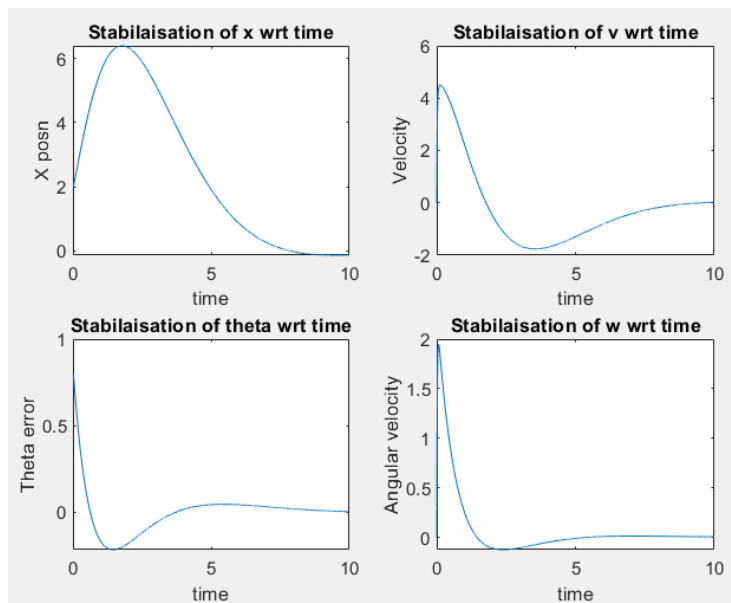 Stabilaisation of x wrt time
6
4
2
0
X posn
0 5 10
time
Stabilaisation of v wrt time
6
4
2
0
-2
Velocity
0 5 10
time
Stabilaisation of theta wrt time
1
0.5
0
Theta error
0 5 10
time
Stabilaisation of w wrt time
2
1.5
1
0.5
0
Angular velocity
0 5 10
time